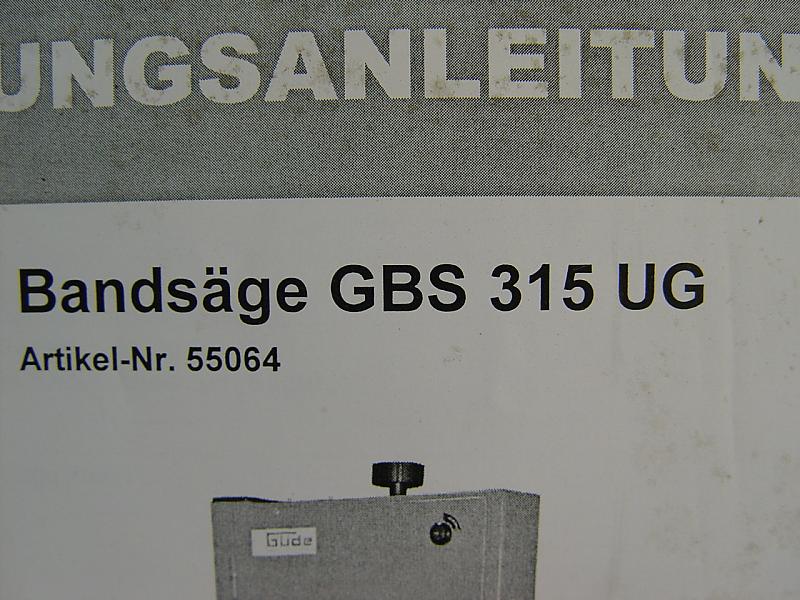 UNGSANLEITUN
Bandsäge GBS 315 UG
Artikel-Nr. 55064
Güde